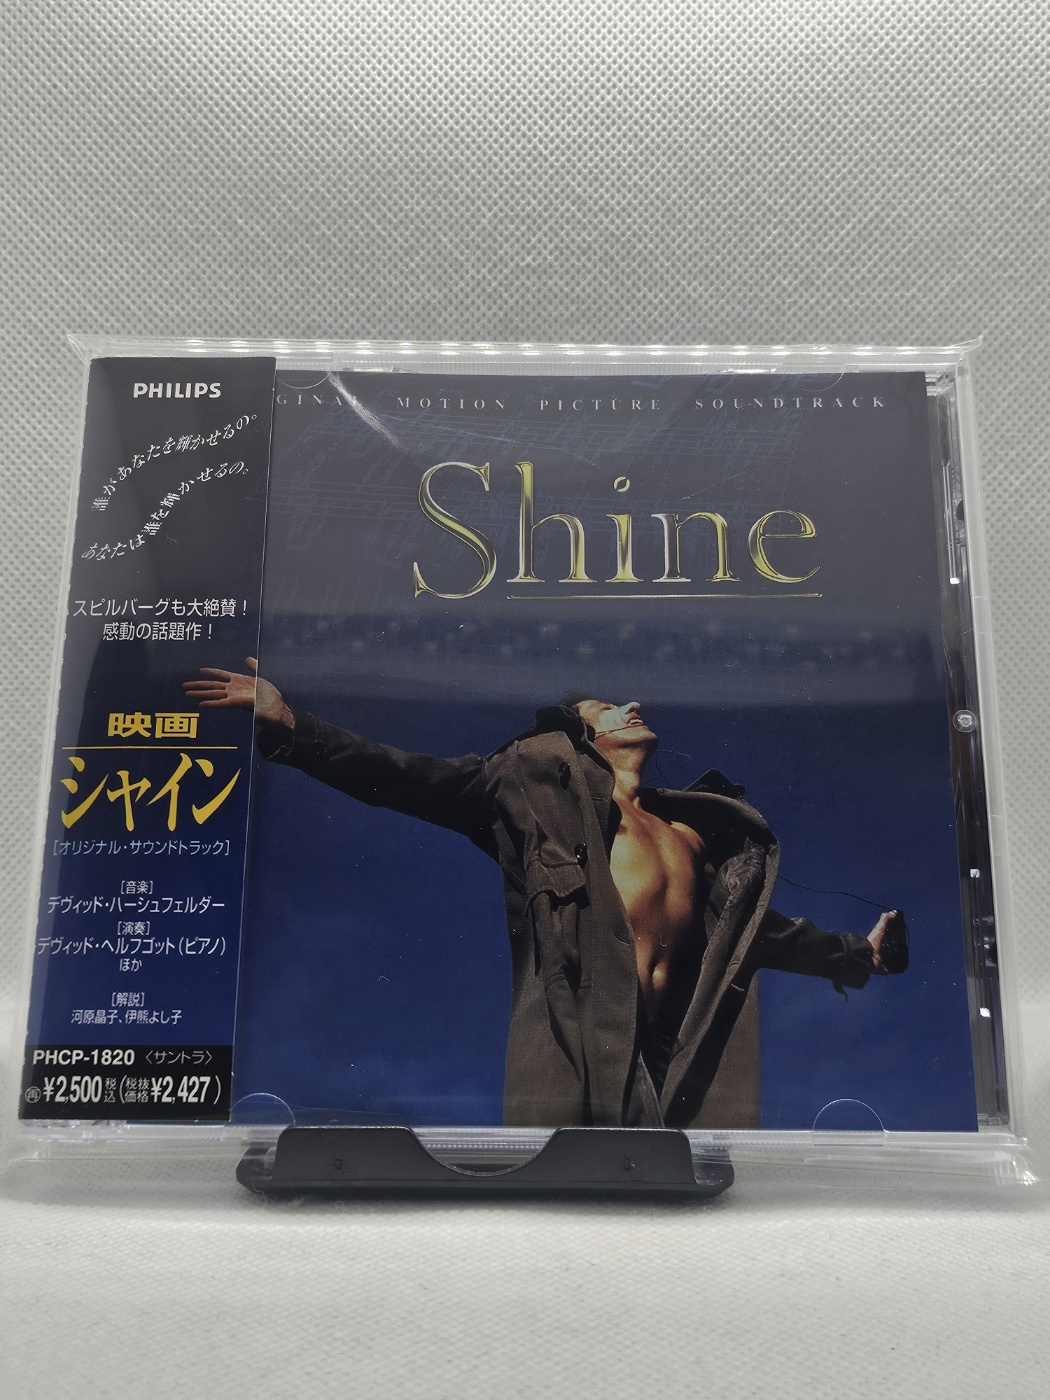 PHILIPS
誰があなたを輝かせるの。
あなたは誰を輝かせるの。
スピルバーグも大絶賛！
感動の話題作！
映画
シャイン
[オリジナル・サウンドトラック]
[音楽]
デヴィッド・ハーシュフェルダー
[演奏]
デヴィッド・ヘルフゴット(ピアノ)
ほか
[解説]
河原晶子、伊熊よし子
PHCP-1820 〈サントラ〉
㊢¥2,500税込(税抜価格¥2,427)
GINAL MOTION PICTURE SOUNDTRACK
Shine